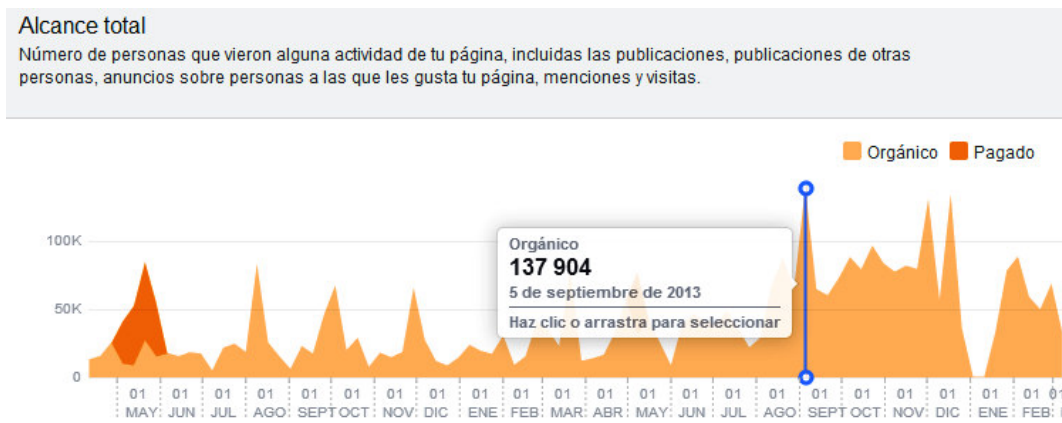 Alcance total
Número de personas que vieron alguna actividad de tu página, incluidas las publicaciones, publicaciones de otras
personas, anuncios sobre personas a las que les gusta tu página, menciones y visitas.
Orgánico Pagado
100K
Orgánico
137 904
5 de septiembre de 2013
50K
Haz clic o arrastra para seleccionar
0
01 01 01 01 01 01 01 01 01 01 01 01 01 01 01 01 01 01 01 01 01 01
MAY JUN JUL AGO SEPT OCT NOV DIC ENE FEB MAR ABR MAY JUN JUL AGO SEPT OCT NOV DIC ENE FEB